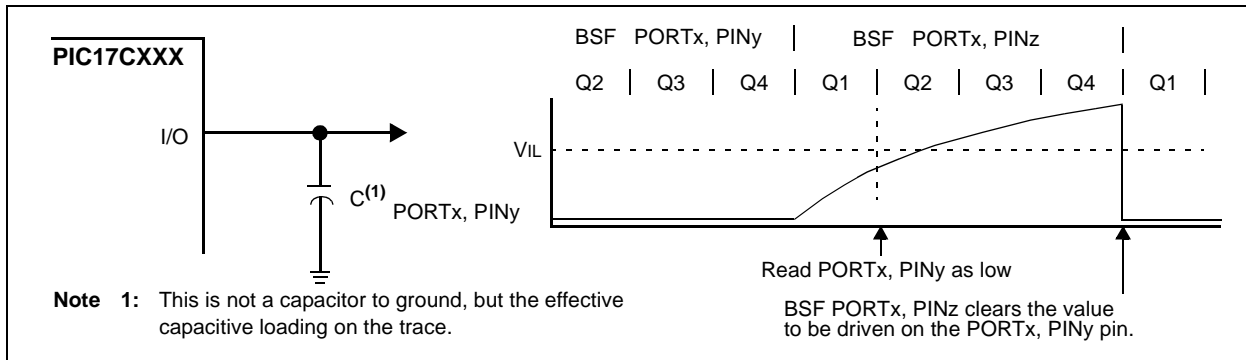 PIC17CXXX
I/O
C(1)
BSF PORTx, PINy | BSF PORTx, PINz |
Q2 | Q3 | Q4 | Q1 | Q2 | Q3 | Q4 | Q1 |
VIL
PORTx, PINy
Read PORTx, PINy as low
BSF PORTx, PINz clears the value
to be driven on the PORTx, PINy pin.
Note 1: This is not a capacitor to ground, but the effective
capacitive loading on the trace.